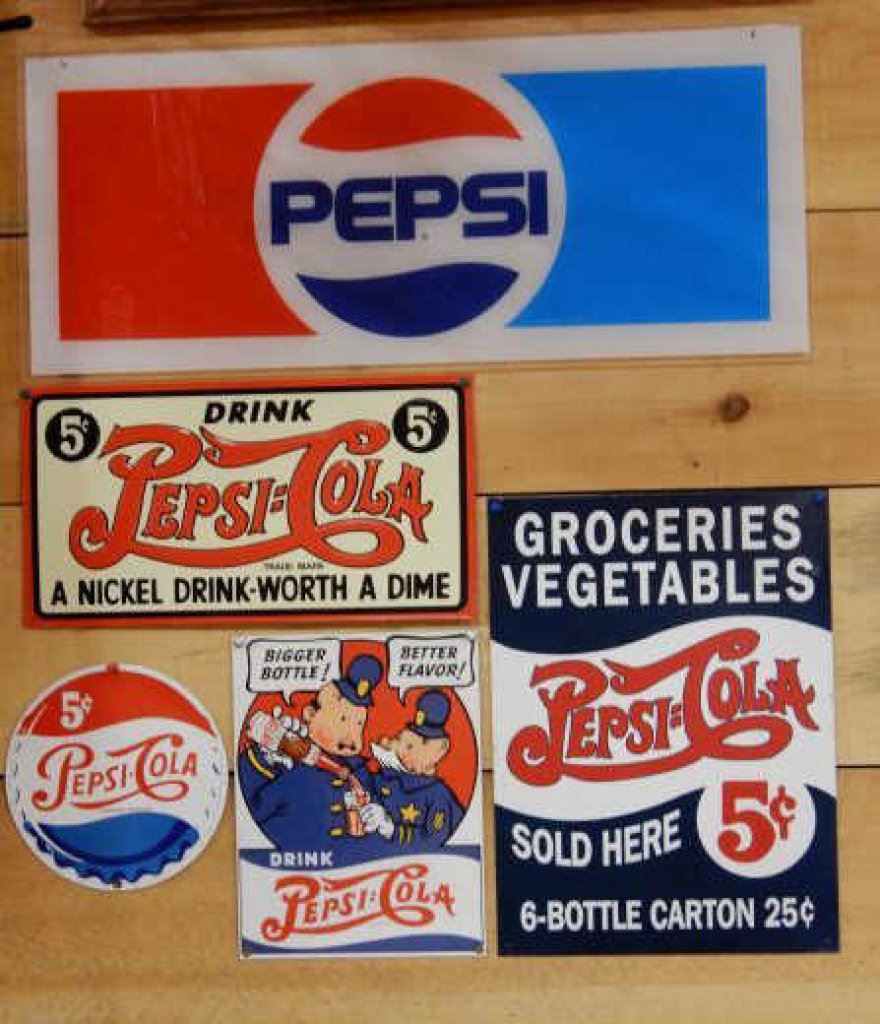 PEPSI
5¢ DRINK 5¢
PEPSI=COLA
TRADE MARK
A NICKEL DRINK-WORTH A DIME
GROCERIES
VEGETABLES
PEPSI=COLA
SOLD HERE 5¢
6-BOTTLE CARTON 25¢
5¢
PEPSI-COLA
BIGGER
BOTTLE!
BETTER
FLAVOR!
DRINK
PEPSI=COLA